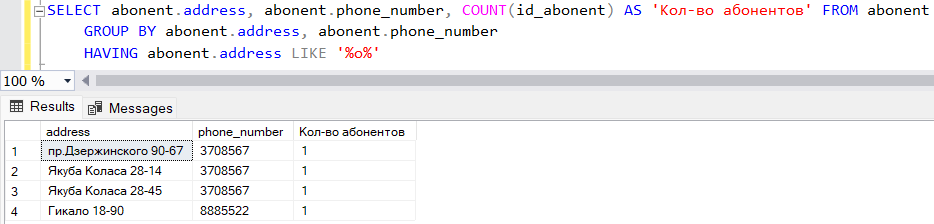 SELECT abonent.address, abonent.phone_number, COUNT(id_abonent) AS 'Кол-во абонентов' FROM abonent
GROUP BY abonent.address, abonent.phone_number
HAVING abonent.address LIKE '%о%'
100 %
Results Messages
address phone_number Кол-во абонентов
1 пр.Дзержинского 90-67 3708567 1
2 Якуба Коласа 28-14 3708567 1
3 Якуба Коласа 28-45 3708567 1
4 Гикало 18-90 8885522 1